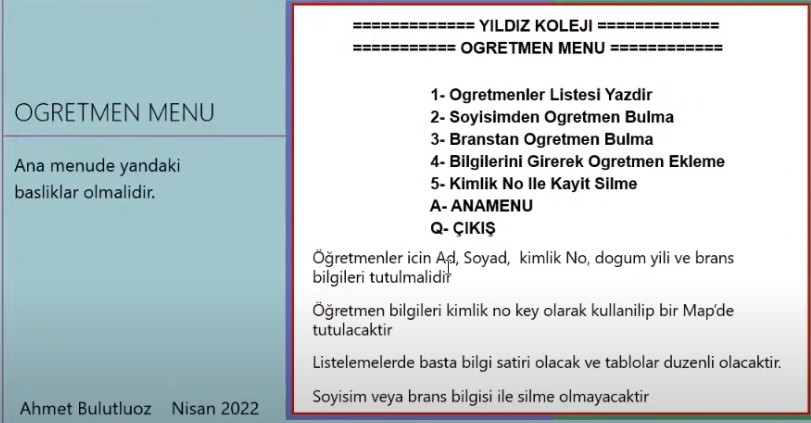 OGRETMEN MENU
Ana menude yandaki
basliklar olmalidir.
Ahmet Bulutluoz Nisan 2022
============= YILDIZ KOLEJI =============
=========== OGRETMEN MENU ============
1- Ogretmenler Listesi Yazdir
2- Soyisimden Ogretmen Bulma
3- Branstan Ogretmen Bulma
4- Bilgilerini Girerek Ogretmen Ekleme
5- Kimlik No Ile Kayit Silme
A- ANAMENU
Q- ÇIKIŞ
Öğretmenler icin Ad, Soyad, kimlik No, dogum yili ve brans
bilgileri tutulmalidir
Öğretmen bilgileri kimlik no key olarak kullanilip bir Map'de
tutulacaktir
Listelemelerde basta bilgi satiri olacak ve tablolar duzenli olacaktir.
Soyisim veya brans bilgisi ile silme olmayacaktir